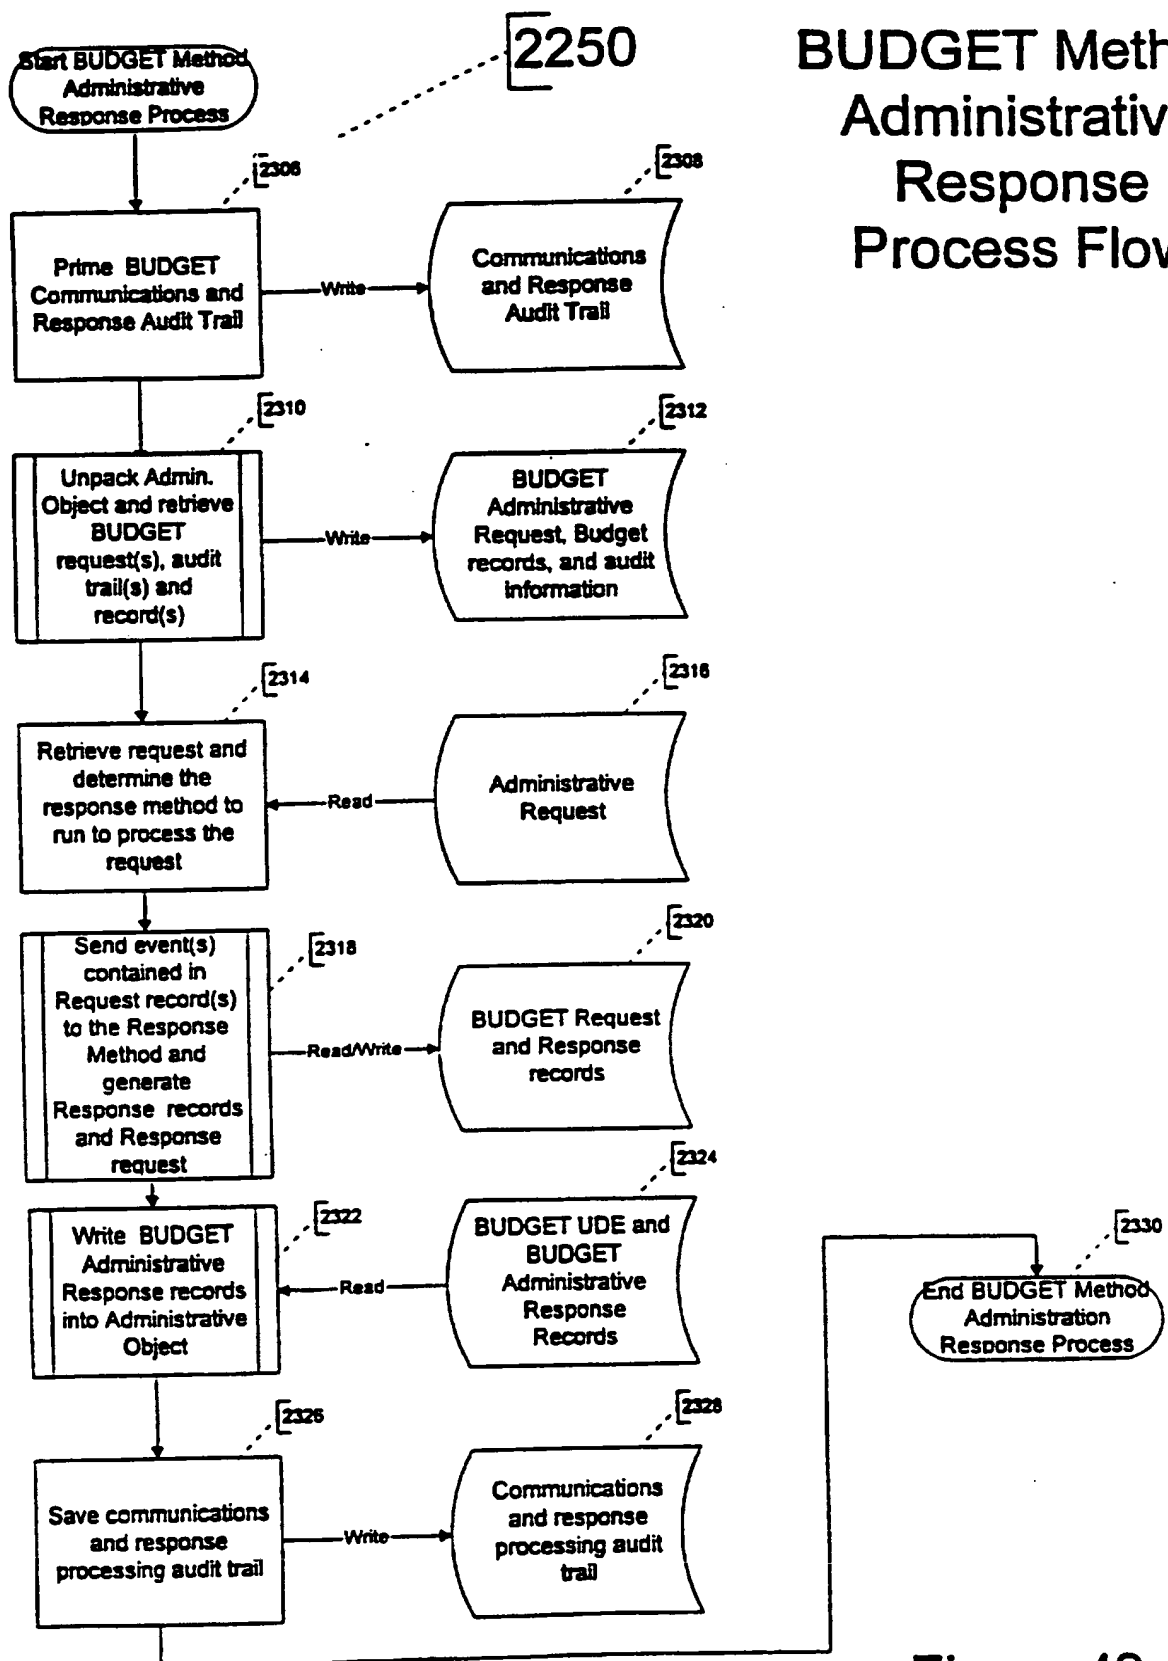 Start BUDGET Method
Administrative
Response Process
2250
BUDGET Meth
Administrativ
Response
Process Flow
2306
Prime BUDGET
Communications and
Response Audit Trail
Write
2308
Communications
and Response
Audit Trail
2310
Unpack Admin.
Object and retrieve
BUDGET
request(s), audit
trail(s) and
record(s)
Write
2312
BUDGET
Administrative
Request, Budget
records, and audit
information
2314
Retrieve request and
determine the
response method to
run to process the
request
Read
2316
Administrative
Request
2318
Send event(s)
contained in
Request record(s)
to the Response
Method and
generate
Response records
and Response
request
Read/Write
2320
BUDGET Request
and Response
records
2322
Write BUDGET
Administrative
Response records
into Administrative
Object
Read
2324
BUDGET UDE and
BUDGET
Administrative
Response
Records
2326
Save communications
and response
processing audit trail
Write
2328
Communications
and response
processing audit
trail
2330
End BUDGET Method
Administration
Response Process